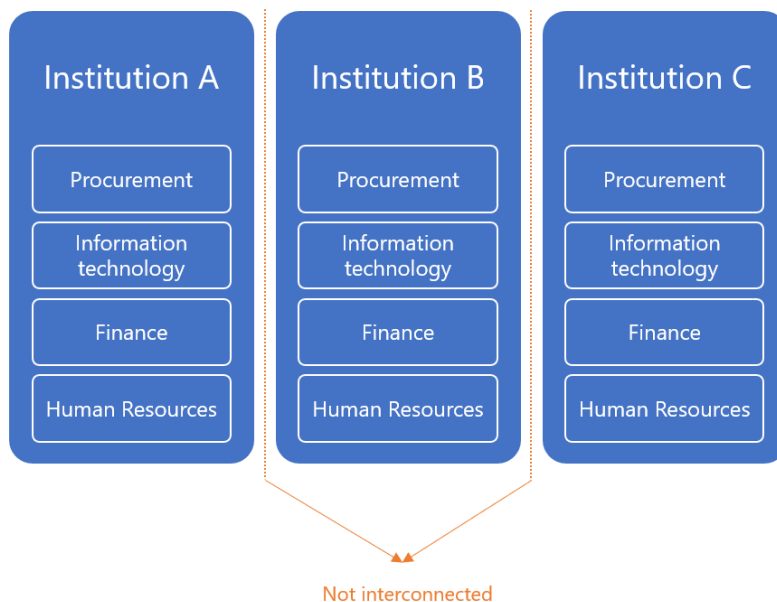 Institution A
Procurement
Information
technology
Finance
Human Resources
Institution B
Procurement
Information
technology
Finance
Human Resources
Institution C
Procurement
Information
technology
Finance
Human Resources
Not interconnected